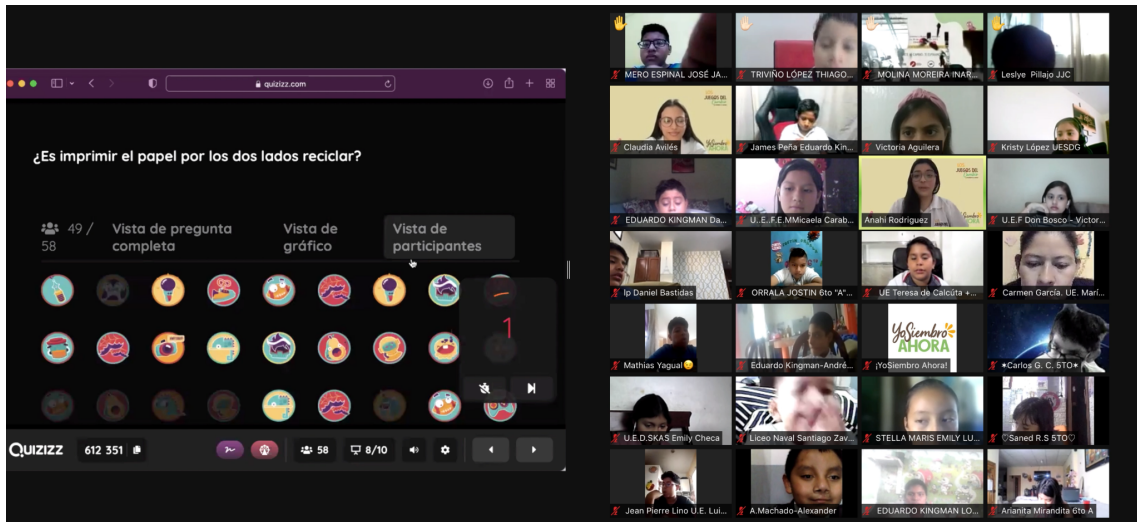 quizizz.com
¿Es imprimir el papel por los dos lados reciclar?
49 /
58
Vista de pregunta
completa
Vista de
gráfico
Vista de
participantes
1
QUIZIZZ
612 351
58
8/10
MERO ESPINAL JOSÉ JA...
TRIVIÑO LÓPEZ THIAGO...
MOLINA MOREIRA INAR...
Leslye Pillajo JJC
JUEGOS DEL
YoSiembro
AHORA
Claudia Avilés
James Peña Eduardo Kin...
Victoria Aguilera
Kristy López UESDG
EDUARDO KINGMAN Da...
U..E..F.E.MMicaela Carab...
JUEGOS DEL
Anahi Rodriguez
U.E.F Don Bosco - Victor...
Ip Daniel Bastidas
ORRALA JOSTIN 6to "A"...
UE Teresa de Calcúta +...
Carmen García. UE. Marí...
Mathias Yagual😏
Eduardo Kingman-André...
YoSiembro
AHORA
¡YoSiembro Ahora!
✶Carlos G. C. 5TO✶
U.E.D.SKAS Emily Checa
Liceo Naval Santiago Zav...
STELLA MARIS EMILY LU...
♡Saned R.S 5TO♡
Jean Pierre Lino U.E. Lui...
A.Machado-Alexander
EDUARDO KINGMAN LO...
Arianita Mirandita 6to A